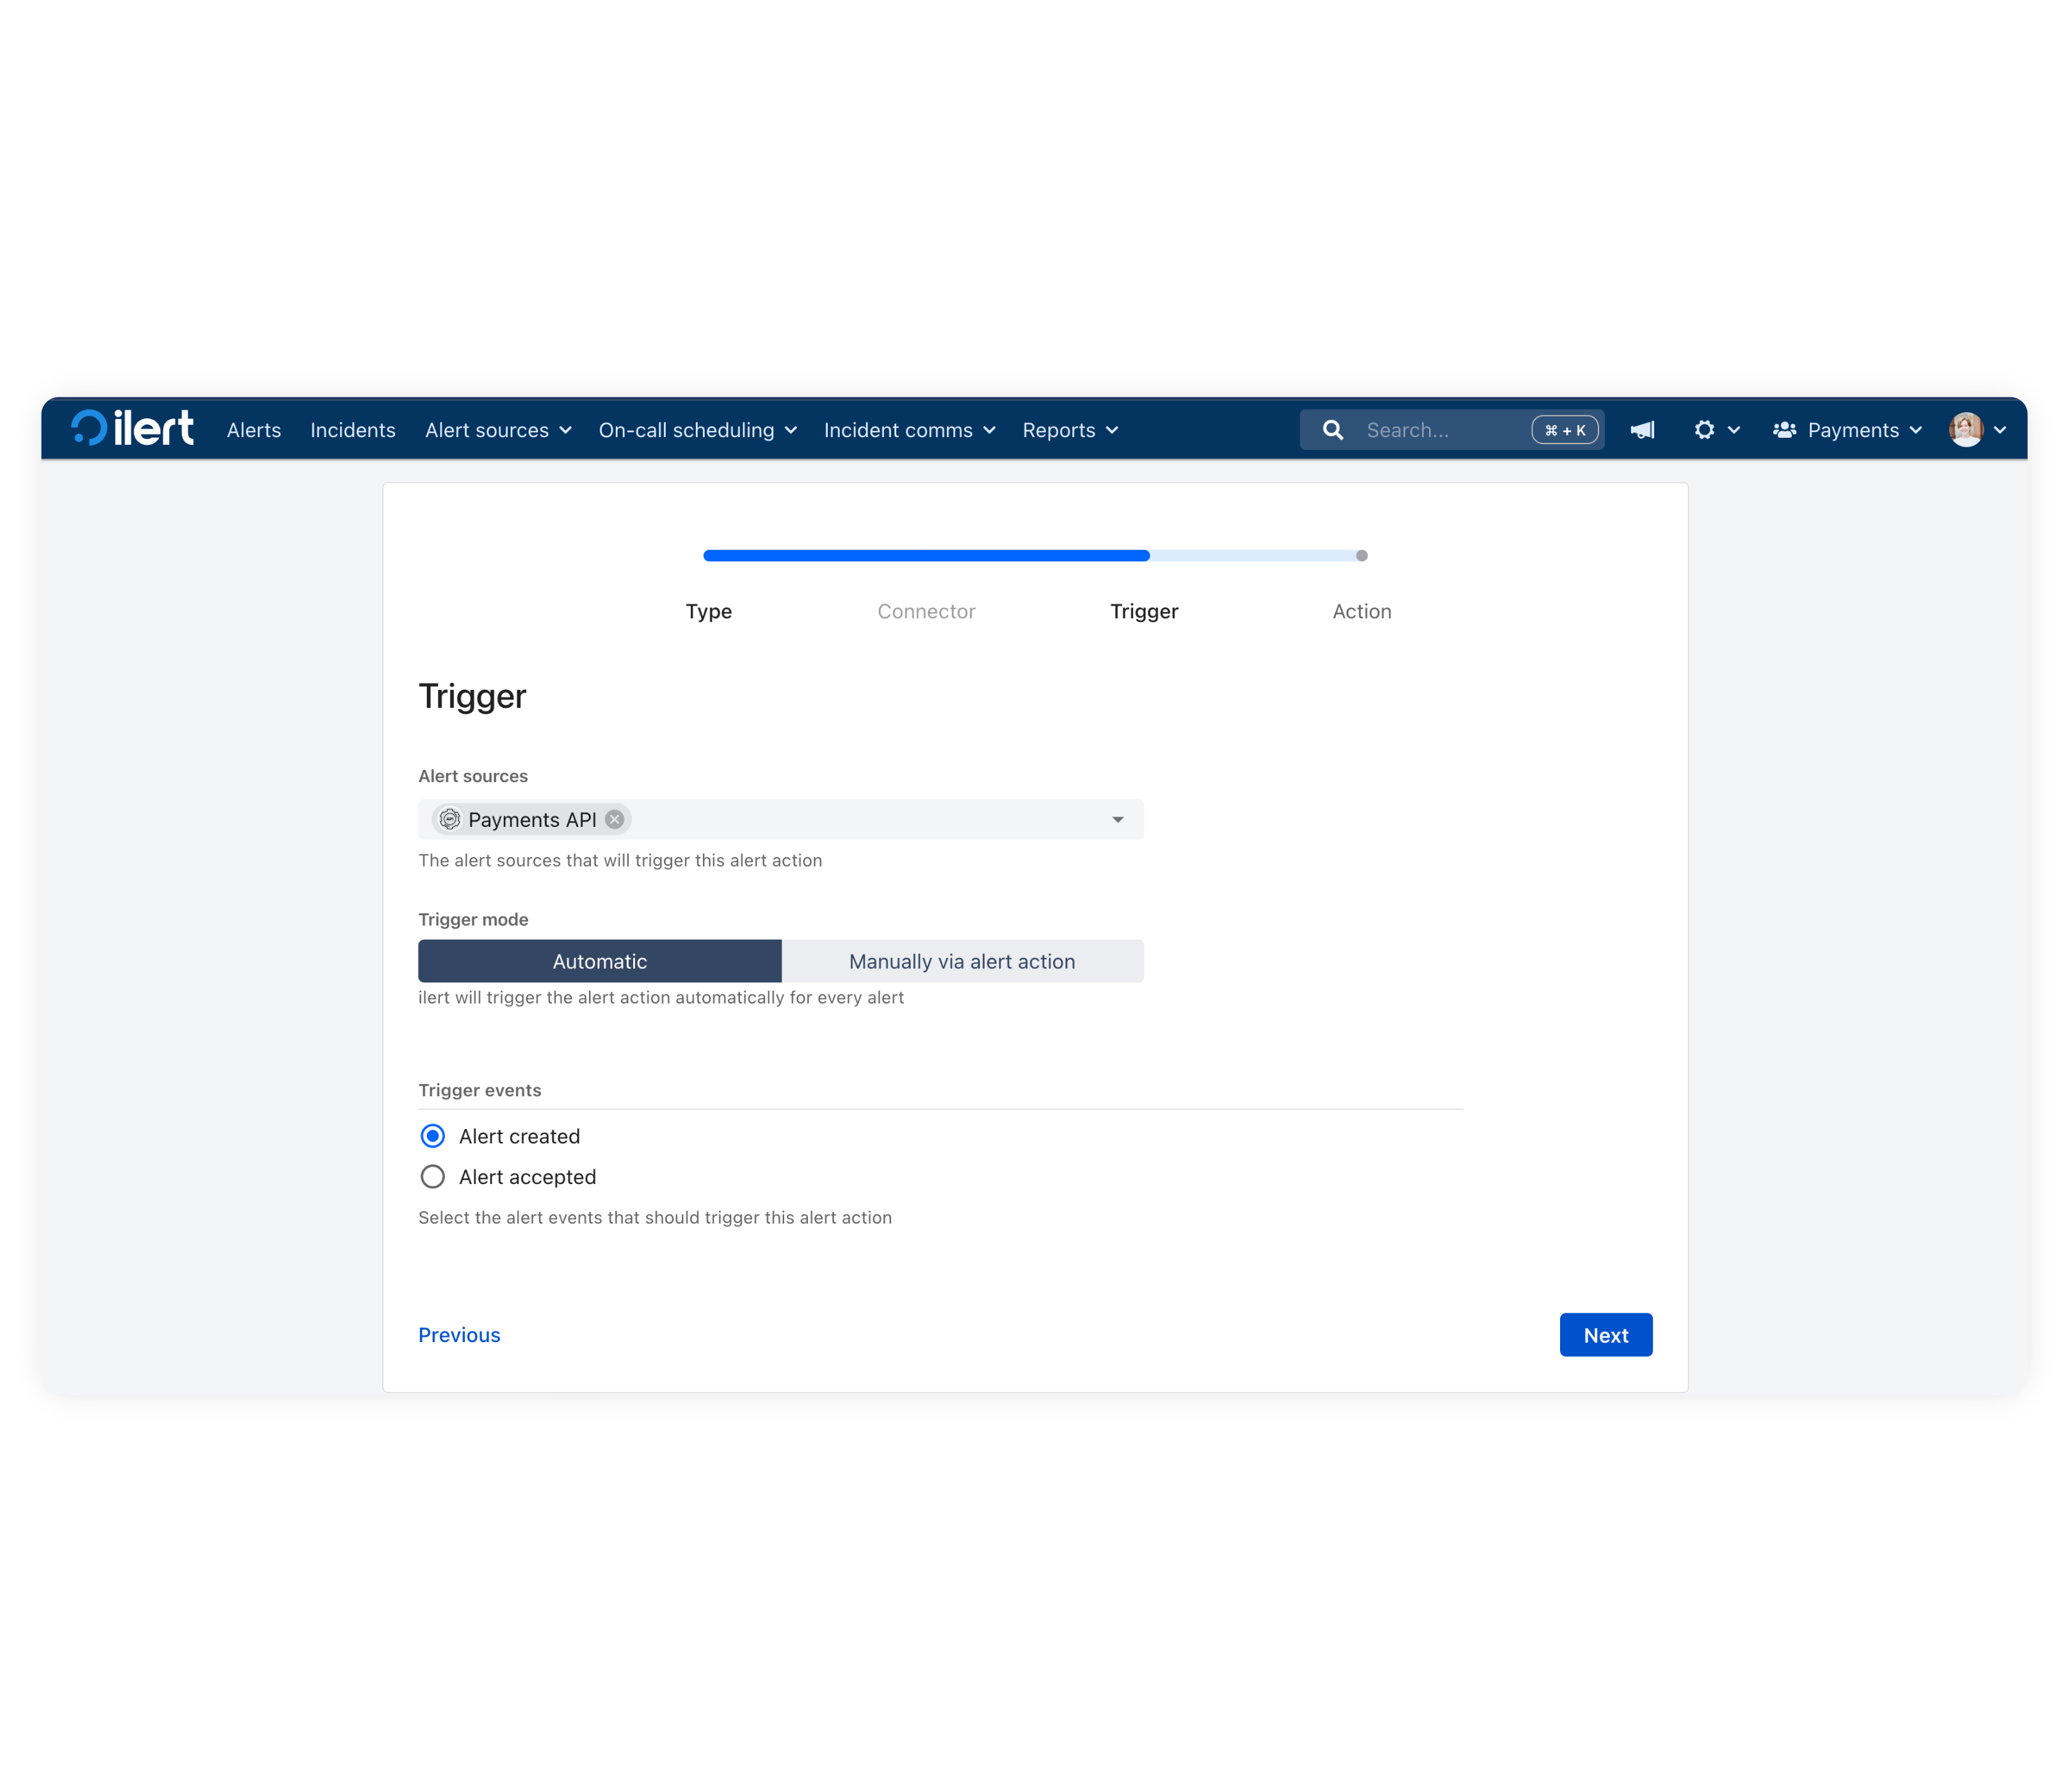 ilert Alerts Incidents Alert sources On-call scheduling Incident comms Reports Search... ⌘ + K Payments
Type Connector Trigger Action
Trigger
Alert sources
Payments API
The alert sources that will trigger this alert action
Trigger mode
Automatic Manually via alert action
ilert will trigger the alert action automatically for every alert
Trigger events
Alert created
Alert accepted
Select the alert events that should trigger this alert action
Previous Next